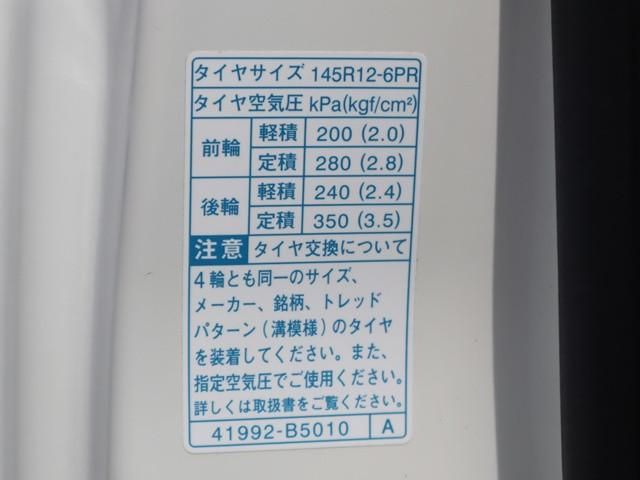 タイヤサイズ 145R12-6PR
タイヤ空気圧 kPa(kgf/cm²)
前輪 軽積 200 (2.0)
定積 280 (2.8)
後輪 軽積 240 (2.4)
定積 350 (3.5)
注意 タイヤ交換について
4輪とも同一のサイズ、
メーカー、銘柄、トレッド
パターン(溝模様)のタイヤ
を装着してください。また、
指定空気圧でご使用ください。
詳しくは取扱書をご覧ください。
41992-B5010 A